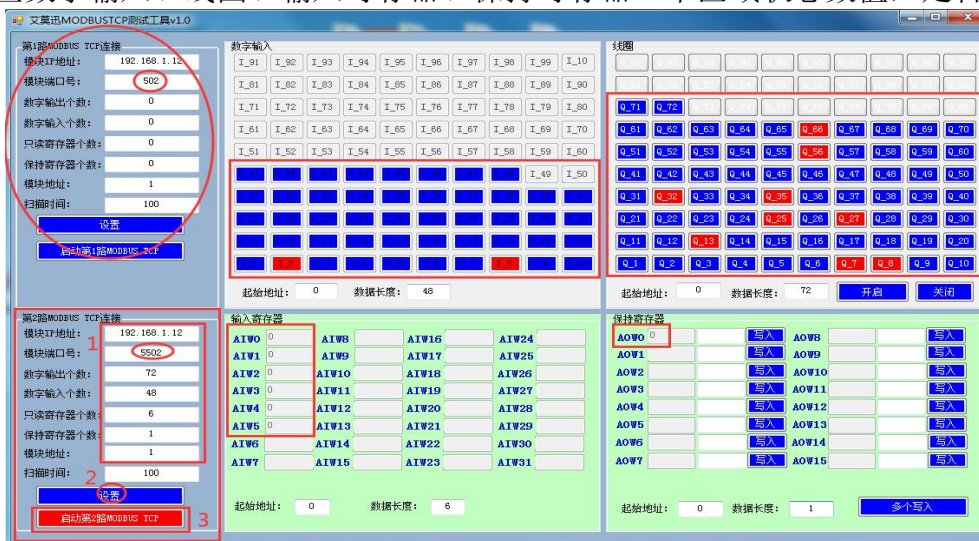 艾莫迅MODBUSTCP测试工具v1.0
第1路MODBUS TCP连接
模块IP地址: 192.168.1.12
模块端口号: 502
数字输出个数: 0
数字输入个数: 0
只读寄存器个数: 0
保持寄存器个数: 0
模块地址: 1
扫描时间: 100
设置
启动第1路MODBUS TCP
数字输入
I_91 I_92 I_93 I_94 I_95 I_96 I_97 I_98 I_99 I_10
I_81 I_82 I_83 I_84 I_85 I_86 I_87 I_88 I_89 I_90
I_71 I_72 I_73 I_74 I_75 I_76 I_77 I_78 I_79 I_80
I_61 I_62 I_63 I_64 I_65 I_66 I_67 I_68 I_69 I_70
I_51 I_52 I_53 I_54 I_55 I_56 I_57 I_58 I_59 I_60
I_49 I_50
起始地址: 0 数据长度: 48
线圈
Q_71 Q_72
Q_61 Q_62 Q_63 Q_64 Q_65 Q_66 Q_67 Q_68 Q_69 Q_70
Q_51 Q_52 Q_53 Q_54 Q_55 Q_56 Q_57 Q_58 Q_59 Q_60
Q_41 Q_42 Q_43 Q_44 Q_45 Q_46 Q_47 Q_48 Q_49 Q_50
Q_31 Q_32 Q_33 Q_34 Q_35 Q_36 Q_37 Q_38 Q_39 Q_40
Q_21 Q_22 Q_23 Q_24 Q_25 Q_26 Q_27 Q_28 Q_29 Q_30
Q_11 Q_12 Q_13 Q_14 Q_15 Q_16 Q_17 Q_18 Q_19 Q_20
Q_1 Q_2 Q_3 Q_4 Q_5 Q_6 Q_7 Q_8 Q_9 Q_10
起始地址: 0 数据长度: 72 开启 关闭
第2路MODBUS TCP连接
模块IP地址: 192.168.1.12
1
模块端口号: 5502
数字输出个数: 72
数字输入个数: 48
只读寄存器个数: 6
保持寄存器个数: 1
模块地址: 1
扫描时间: 100
2
设置
启动第2路MODBUS TCP 3
输入寄存器
AIW0 0 AIW8 AIW16 AIW24
AIW1 0 AIW9 AIW17 AIW25
AIW2 0 AIW10 AIW18 AIW26
AIW3 0 AIW11 AIW19 AIW27
AIW4 0 AIW12 AIW20 AIW28
AIW5 0 AIW13 AIW21 AIW29
AIW6 AIW14 AIW22 AIW30
AIW7 AIW15 AIW23 AIW31
起始地址: 0 数据长度: 6
保持寄存器
AOW0 0 写入 AOW8 写入
AOW1 写入 AOW9 写入
AOW2 写入 AOW10 写入
AOW3 写入 AOW11 写入
AOW4 写入 AOW12 写入
AOW5 写入 AOW13 写入
AOW6 写入 AOW14 写入
AOW7 写入 AOW15 写入
起始地址: 0 数据长度: 1 多个写入